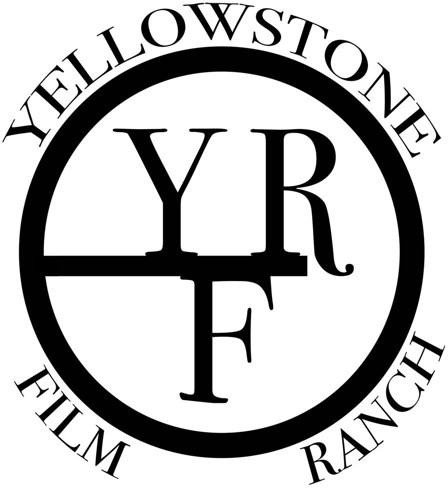 YELLOWSTONE
YR
F
FILM RANCH